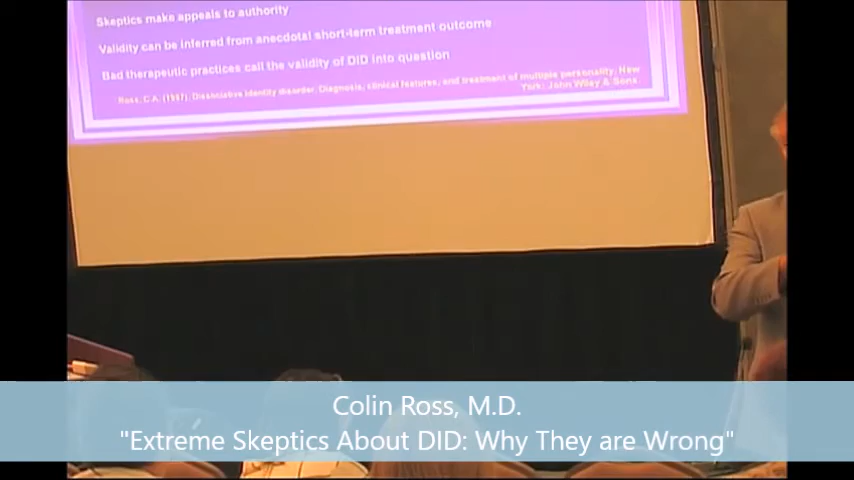 Skeptics make appeals to authority
Validity can be inferred from anecdotal short-term treatment outcome
Bad therapeutic practices call the validity of DID into question
Ross, C.A. (1997). Dissociative identity disorder. Diagnosis, clinical features, and treatment of multiple personality. New
York: John Wiley & Sons.
Colin Ross, M.D.
"Extreme Skeptics About DID: Why They are Wrong"